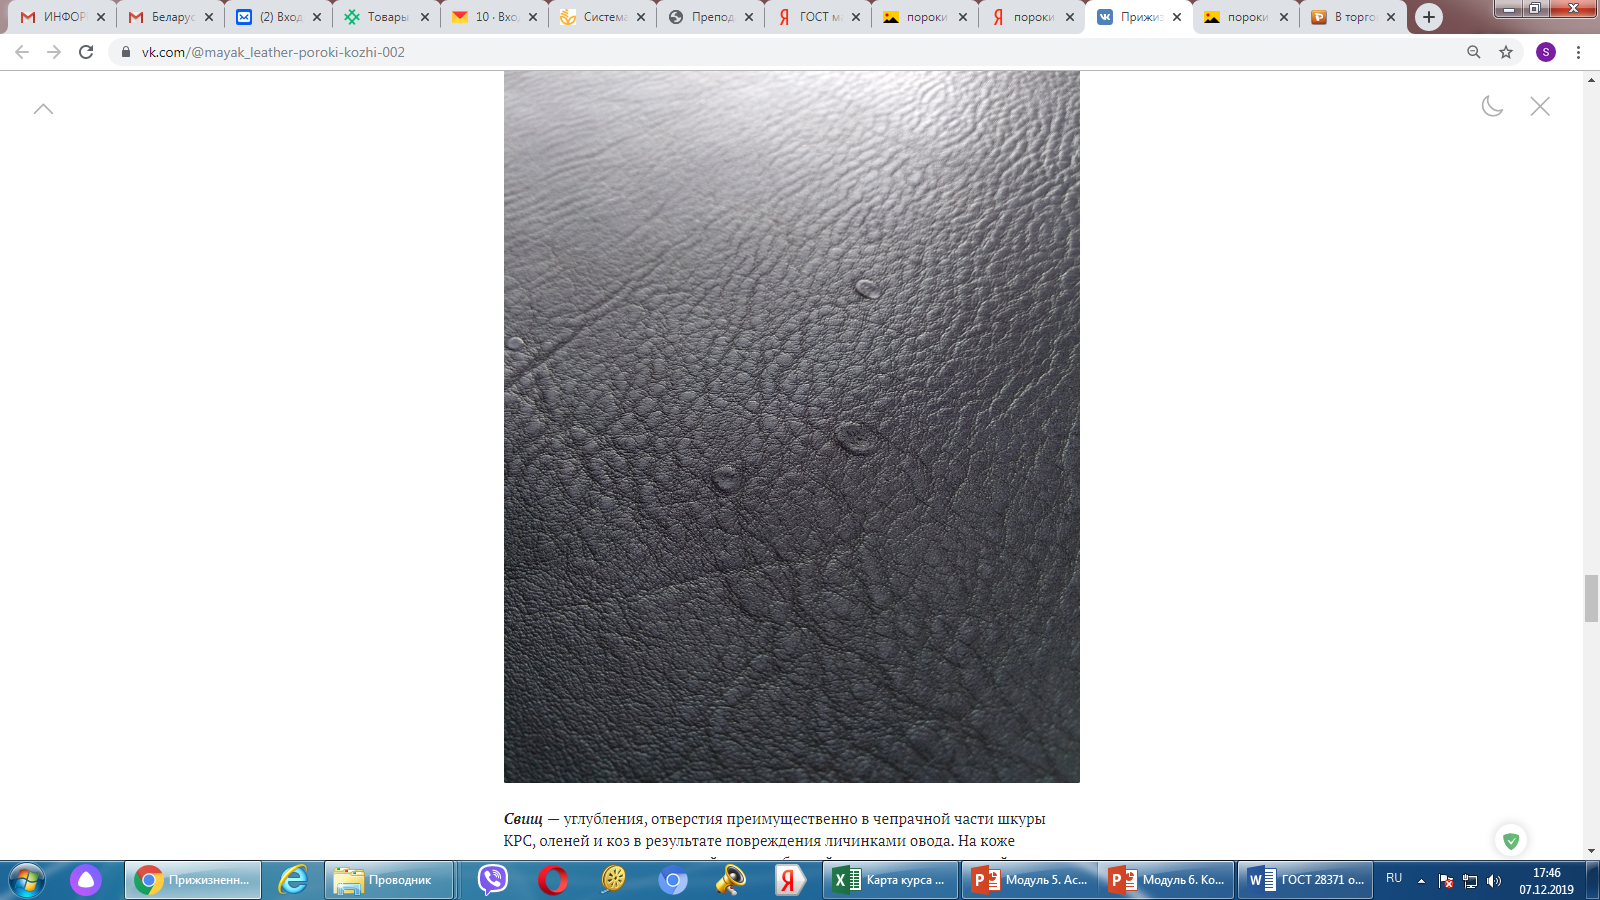 ИНФОР
Беларус
(2) Вход
Товары
10 · Вхо
Система
Препод
ГОСТ м
пороки
пороки
Прижиз
пороки
В торго
vk.com/@mayak_leather-poroki-kozhi-002
S
Свищ — углубления, отверстия преимущественно в чепрачной части шкуры
КРС, оленей и коз в результате повреждения личинками овода. На коже
Прижизненн...
Проводник
Карта курса ...
Модуль 5. Ас...
Модуль 6. Ко...
ГОСТ 28371 о...
RU
17:46
07.12.2019